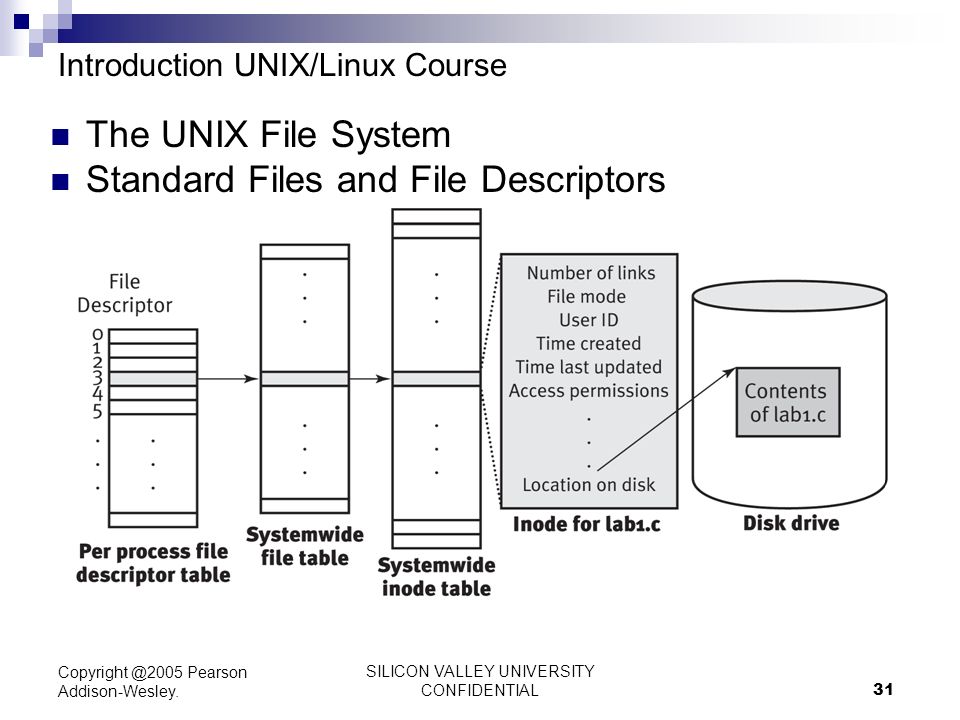 Introduction UNIX/Linux Course
The UNIX File System
Standard Files and File Descriptors
File
Descriptor
0
1
2
3
4
5
Per process file
descriptor table
Systemwide
file table
Systemwide
inode table
Number of links
File mode
User ID
Time created
Time last updated
Access permissions
Location on disk
Inode for lab1.c
Contents
of lab1.c
Disk drive
Copyright @2005 Pearson
Addison-Wesley.
SILICON VALLEY UNIVERSITY
CONFIDENTIAL
31